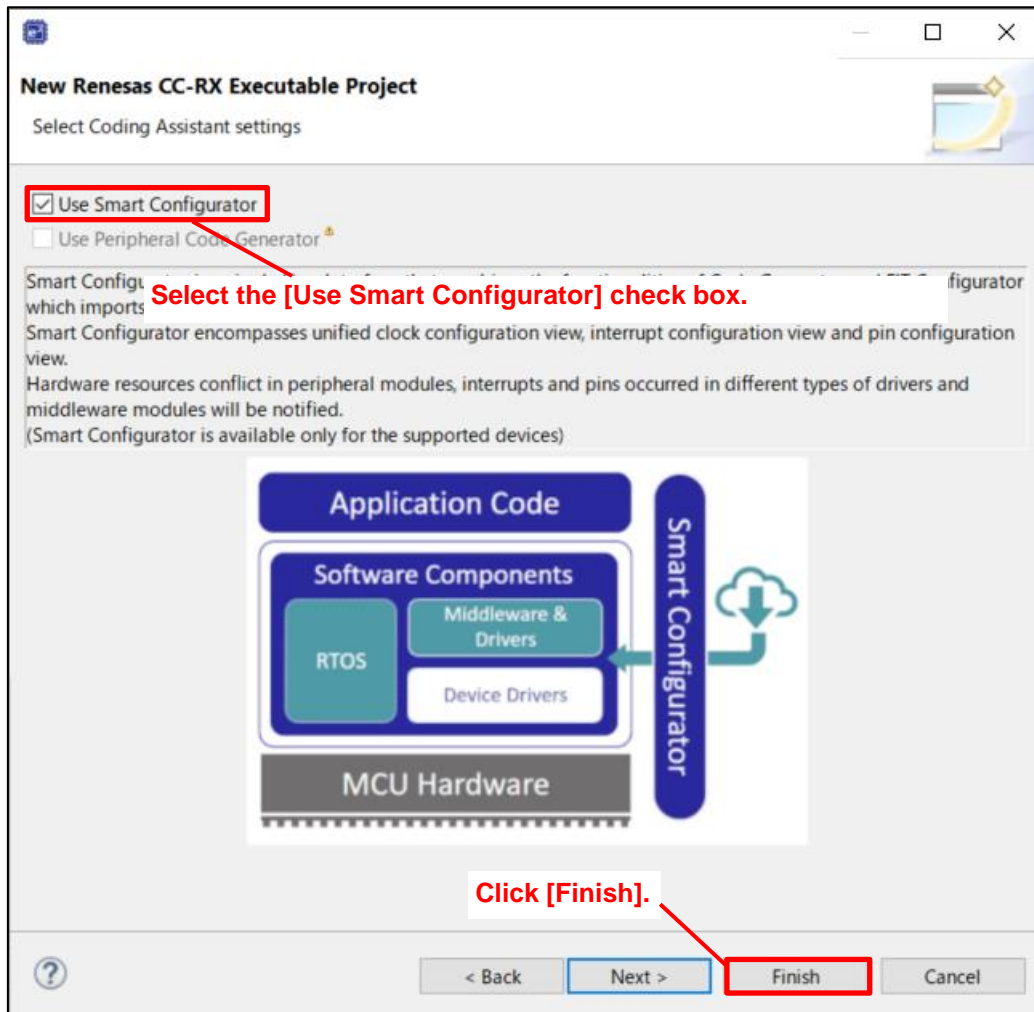 New Renesas CC-RX Executable Project
Select Coding Assistant settings
Use Smart Configurator
Use Peripheral Code Generator
Smart Configu
figurator
which imports
Select the [Use Smart Configurator] check box.
Smart Configurator encompasses unified clock configuration view, interrupt configuration view and pin configuration
view.
Hardware resources conflict in peripheral modules, interrupts and pins occurred in different types of drivers and
middleware modules will be notified.
(Smart Configurator is available only for the supported devices)
Application Code
Software Components
RTOS
Middleware &
Drivers
Device Drivers
MCU Hardware
Smart Configurator
Click [Finish].
?
< Back
Next >
Finish
Cancel